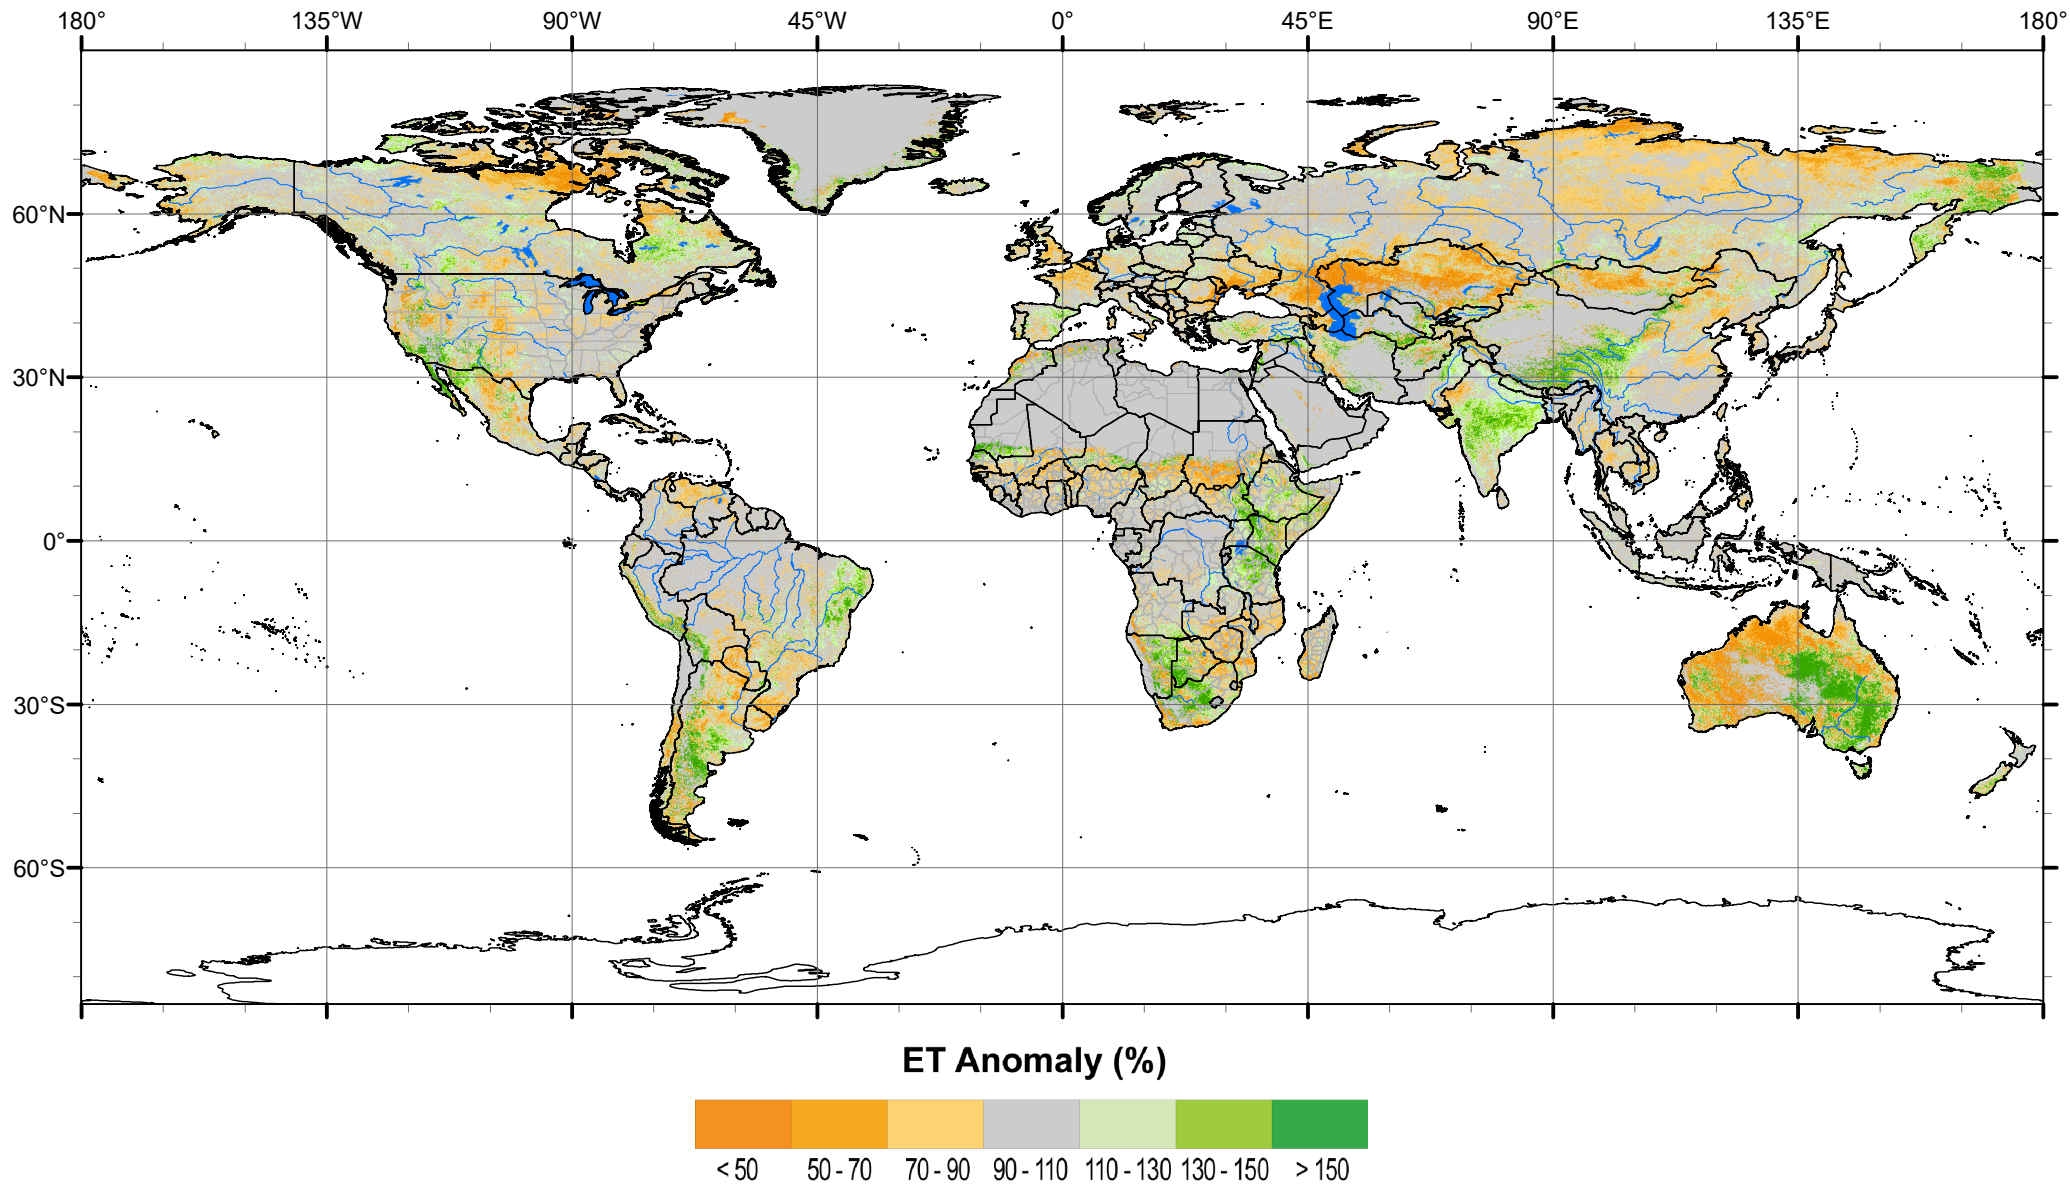 180° 135°W 90°W 45°W 0° 45°E 90°E 135°E 180°
60°N
30°N
0°
30°S
60°S
ET Anomaly (%)
< 50 50 - 70 70 - 90 90 - 110 110 - 130 130 - 150 > 150